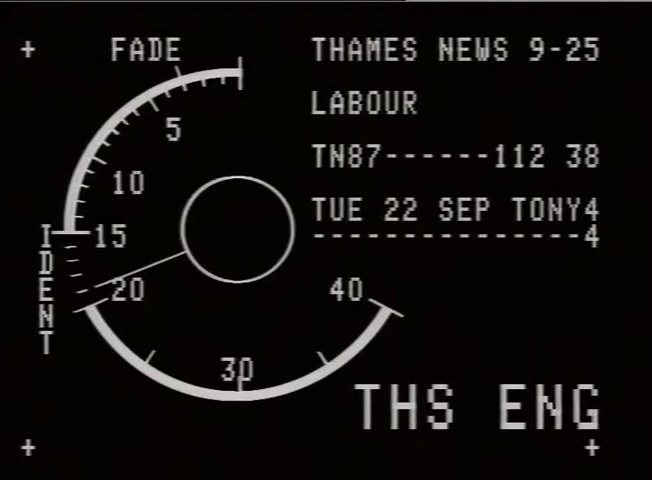 FADE
THAMES NEWS 9-25
LABOUR
5
TN87------112 38
10
TUE 22 SEP TONY4
---------------4
15
IDENT
20
40
30
THS ENG